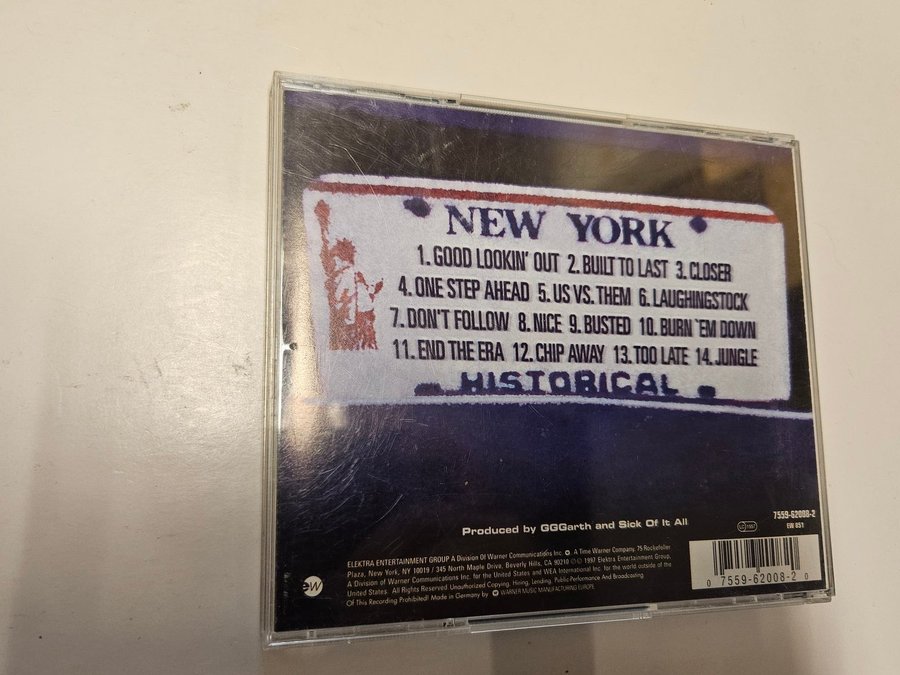 NEW YORK
1. GOOD LOOKIN' OUT 2. BUILT TO LAST 3. CLOSER
4. ONE STEP AHEAD 5. US VS. THEM 6. LAUGHINGSTOCK
7. DON'T FOLLOW 8. NICE 9. BUSTED 10. BURN 'EM DOWN
11. END THE ERA 12. CHIP AWAY 13. TOO LATE 14. JUNGLE
HISTORICAL
7559-62008-2
EW 851
Produced by GGGarth and Sick Of It All
ELEKTRA ENTERTAINMENT GROUP A Division Of Warner Communications Inc. A Time Warner Company. 75 Rockefeller
Plaza, New York, NY 10019 / 345 North Maple Drive, Beverly Hills, CA 90210 ©℗ 1997 Elektra Entertainment Group,
A Division of Warner Communications Inc. for the United States and WEA International Inc. for the world outside of the
United States. All Rights Reserved Unauthorized Copying, Hiring, Lending, Public Performance And Broadcasting
Of This Recording Prohibited! Made in Germany by WARNER MUSIC MANUFACTURING EUROPE
ew
0 7559-62008-2 0